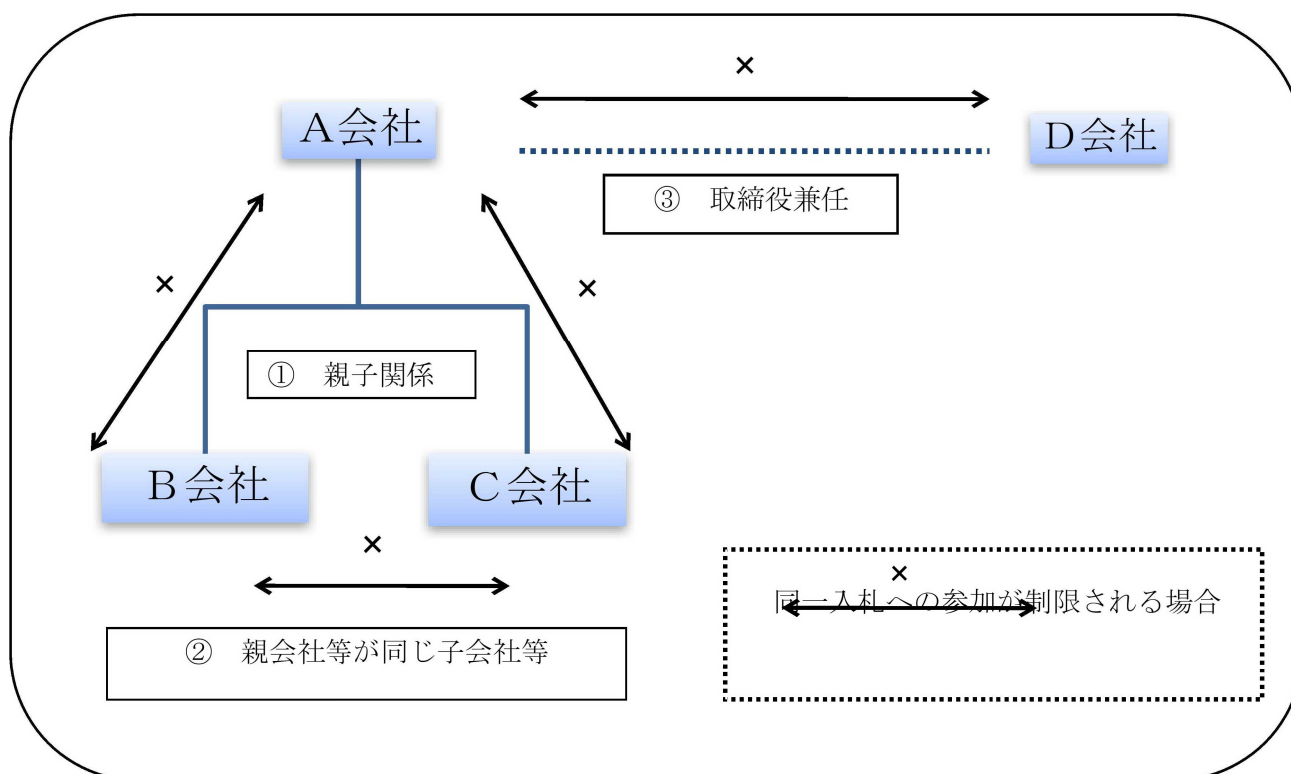 ×
A会社
D会社
③ 取締役兼任
×
×
① 親子関係
B会社
C会社
×
② 親会社等が同じ子会社等
×
同一入札への参加が制限される場合